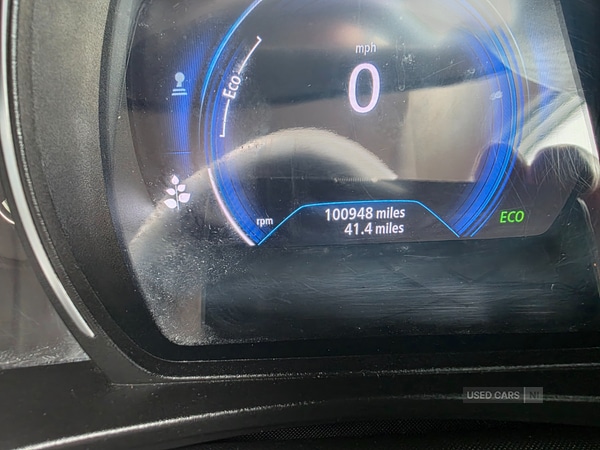 mph
0
Eco
100948 miles
rpm
41.4 miles
ECO
USED CARS NI